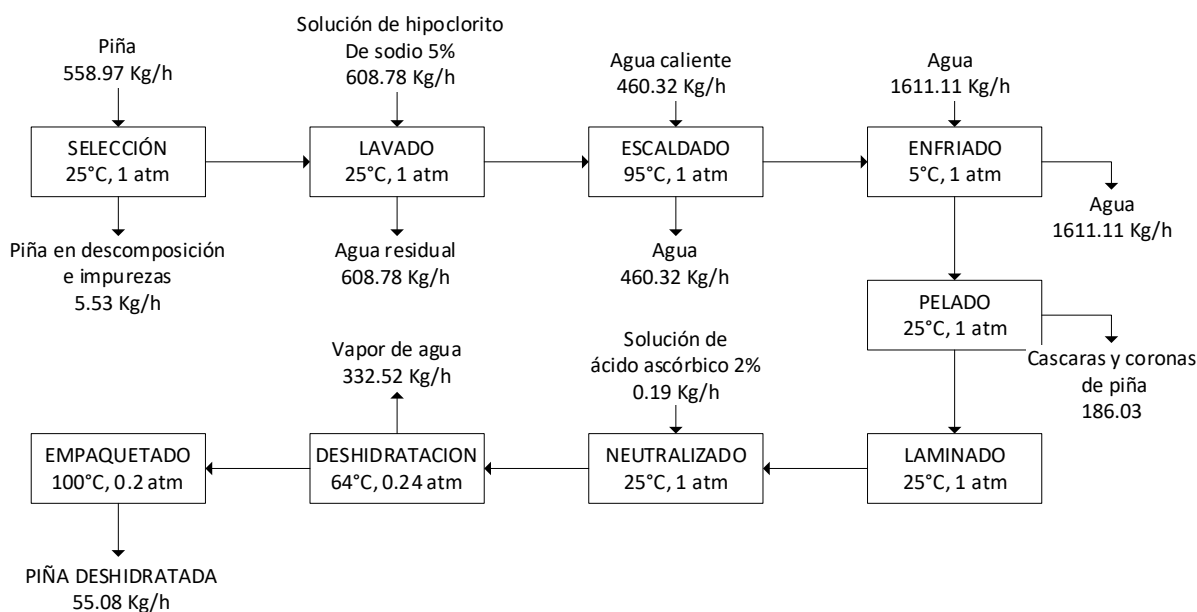 Piña
558.97 Kg/h
Solución de hipoclorito
De sodio 5%
608.78 Kg/h
Agua caliente
460.32 Kg/h
Agua
1611.11 Kg/h
SELECCIÓN
25°C, 1 atm
LAVADO
25°C, 1 atm
ESCALDADO
95°C, 1 atm
ENFRIADO
5°C, 1 atm
Piña en descomposición
e impurezas
5.53 Kg/h
Agua residual
608.78 Kg/h
Agua
460.32 Kg/h
Agua
1611.11 Kg/h
PELADO
25°C, 1 atm
Cascaras y coronas
de piña
186.03
Vapor de agua
332.52 Kg/h
Solución de
ácido ascórbico 2%
0.19 Kg/h
EMPAQUETADO
100°C, 0.2 atm
DESHIDRATACION
64°C, 0.24 atm
NEUTRALIZADO
25°C, 1 atm
LAMINADO
25°C, 1 atm
PIÑA DESHIDRATADA
55.08 Kg/h